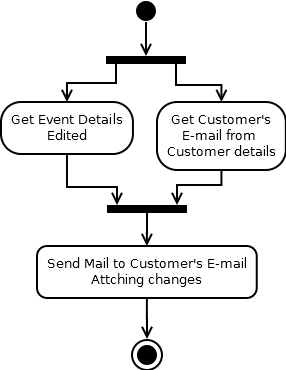 Get Event Details
Edited
Get Customer's
E-mail from
Customer details
Send Mail to Customer's E-mail
Attching changes